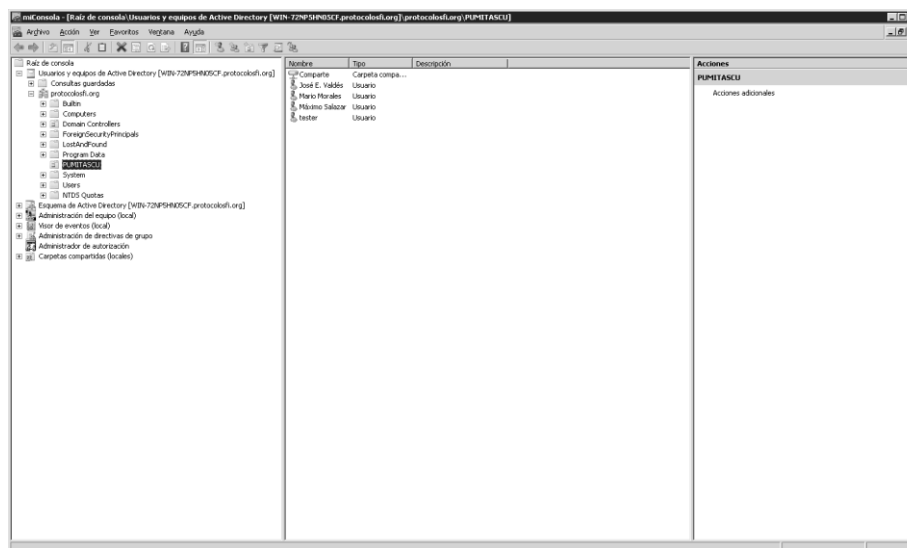 miConsola - [Raíz de consola\Usuarios y equipos de Active Directory [WIN-72NP5HN0SCF.protocolosfi.org]\protocolosfi.org\PUMITASCU]
Archivo Acción Ver Favoritos Ventana Ayuda
Raíz de consola
Usuarios y equipos de Active Directory [WIN-72NP5HN0SCF.protocolosfi.org]
Consultas guardadas
protocolosfi.org
Builtin
Computers
Domain Controllers
ForeignSecurityPrincipals
LostAndFound
Program Data
PUMITASCU
System
Users
NTDS Quotas
Esquema de Active Directory [WIN-72NP5HN0SCF.protocolosfi.org]
Administración del equipo (local)
Visor de eventos (local)
Administración de directivas de grupo
Administrador de autorización
Carpetas compartidas (locales)
Nombre Tipo Descripción
Comparte Carpeta compa...
José E. Valdés Usuario
Mario Morales Usuario
Máximo Salazar Usuario
tester Usuario
Acciones
PUMITASCU
Acciones adicionales